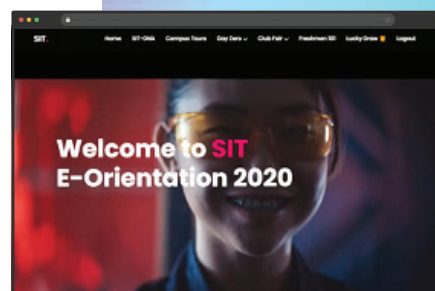 SIT.
Home SIT-DNA Campus Tours Day Zero Club Fair Freshmen 101 Lucky Draw Logout
Welcome to SIT
E-Orientation 2020